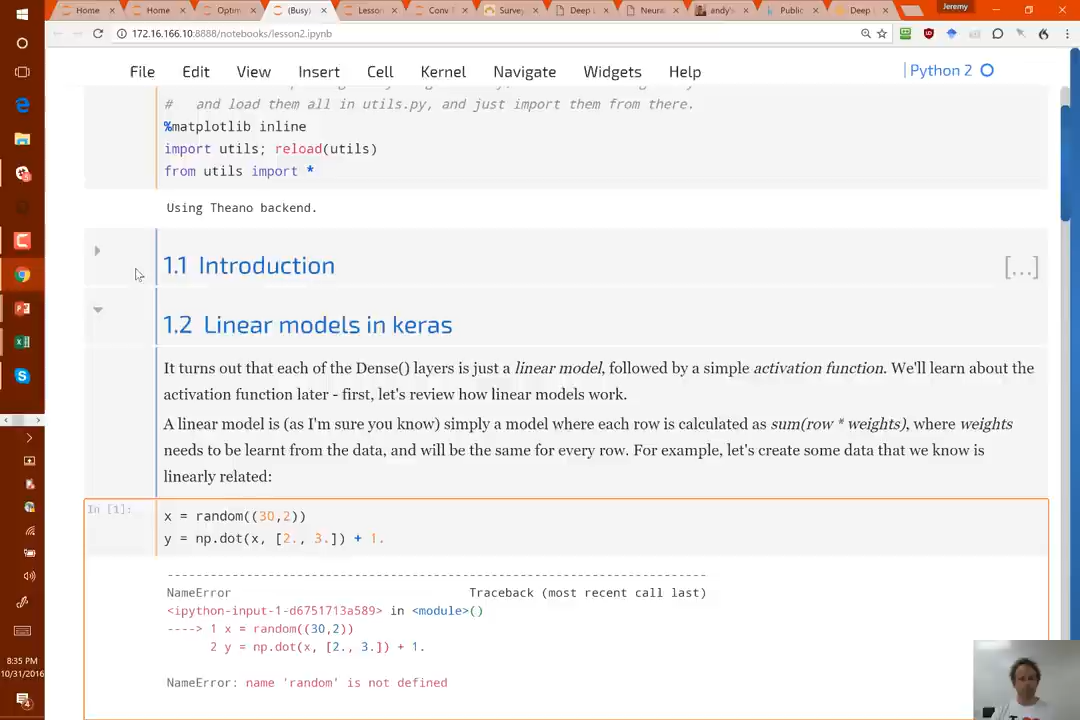 Home
Home
Optim
(Busy)
Lesson
Conv
Survey
Deep L
Neura
andy's
Public
Deep L
Jeremy
172.16.166.10:8888/notebooks/lesson2.ipynb
File Edit View Insert Cell Kernel Navigate Widgets Help
Python 2
# and load them all in utils.py, and just import them from there.
%matplotlib inline
import utils; reload(utils)
from utils import *
Using Theano backend.
1.1 Introduction
[...]
1.2 Linear models in keras
It turns out that each of the Dense() layers is just a linear model, followed by a simple activation function. We'll learn about the
activation function later - first, let's review how linear models work.
A linear model is (as I'm sure you know) simply a model where each row is calculated as sum(row * weights), where weights
needs to be learnt from the data, and will be the same for every row. For example, let's create some data that we know is
linearly related:
In [1]:
x = random((30,2))
y = np.dot(x, [2., 3.]) + 1.
---------------------------------------------------------------------------
NameError Traceback (most recent call last)
<ipython-input-1-d6751713a589> in <module>()
----> 1 x = random((30,2))
2 y = np.dot(x, [2., 3.]) + 1.
NameError: name 'random' is not defined
8:35 PM
10/31/2016